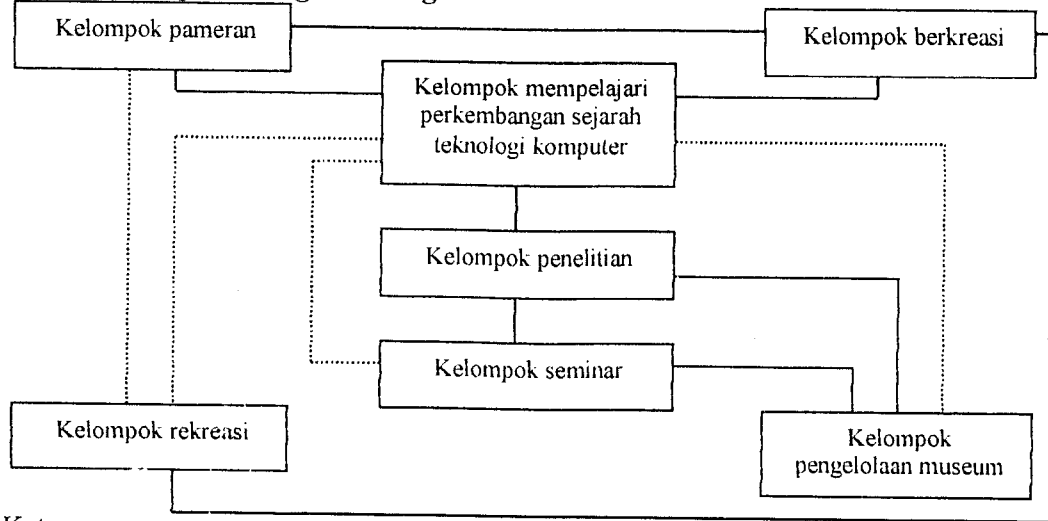 Kelompok pameran
Kelompok berkreasi
Kelompok mempelajari
perkembangan sejarah
teknologi komputer
Kelompok penelitian
Kelompok seminar
Kelompok rekreasi
Kelompok
pengelolaan museum